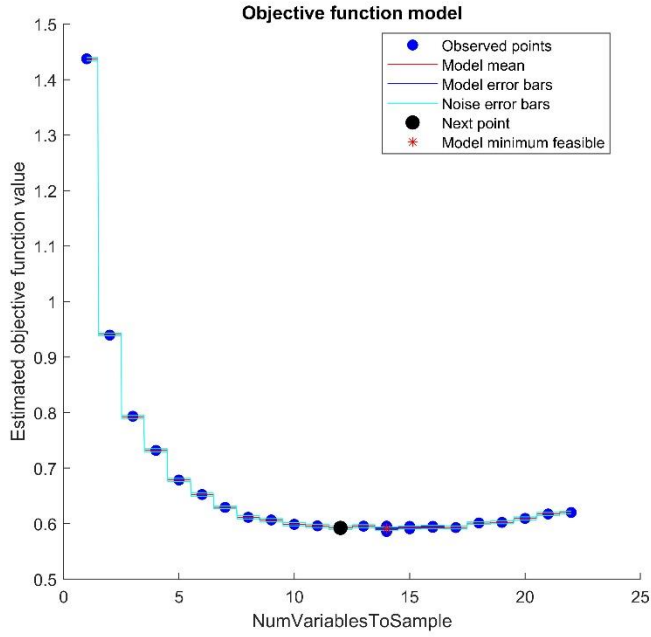 Objective function model
1.5
1.4
1.3
1.2
1.1
1
0.9
0.8
0.7
0.6
0.5
Estimated objective function value
Observed points
Model mean
Model error bars
Noise error bars
Next point
Model minimum feasible
0 5 10 15 20 25
NumVariablesToSample